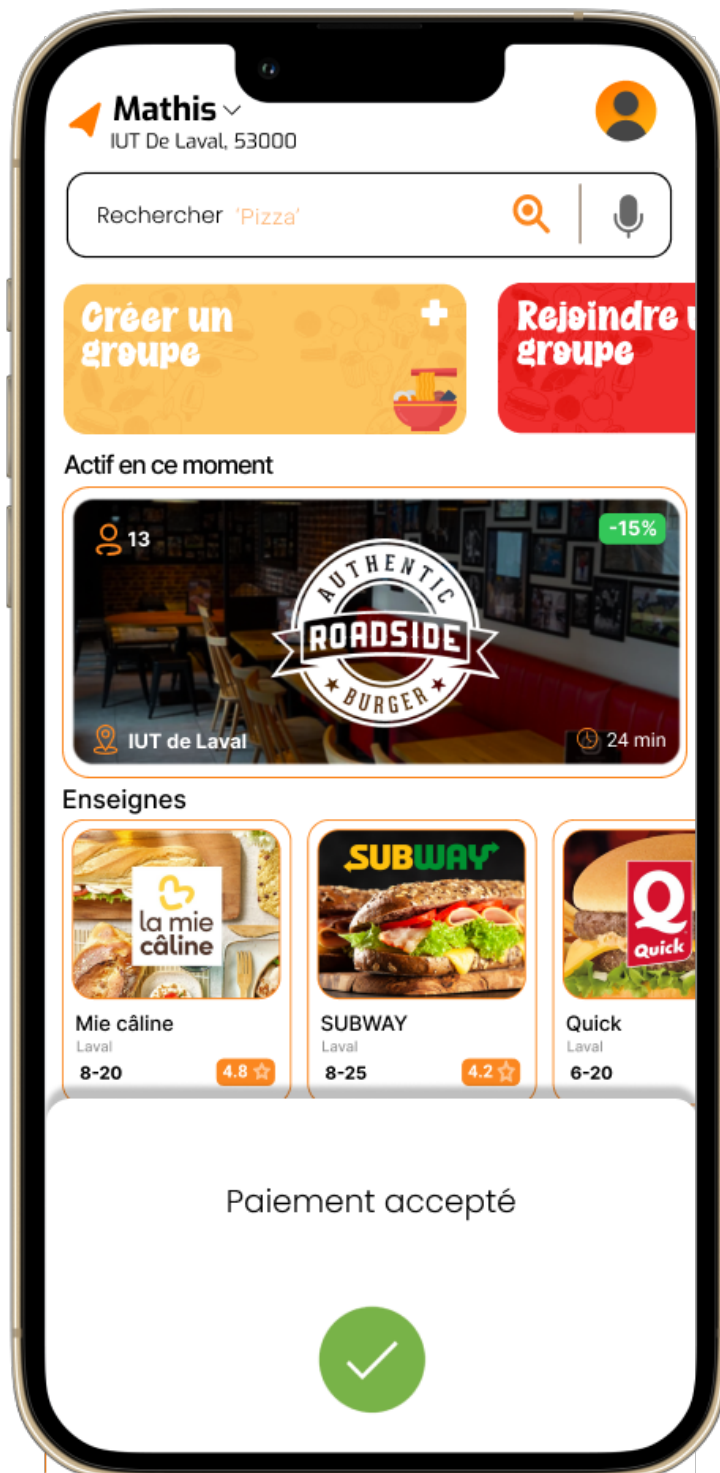 Mathis
IUT De Laval, 53000
Rechercher 'Pizza'
Créer un
groupe
Rejoindre
groupe
Actif en ce moment
13
-15%
AUTHENTIC
ROADSIDE
BURGER
IUT de Laval
24 min
Enseignes
la mie
câline
SUBWAY
Q
Quick
Mie câline
SUBWAY
Quick
Laval
Laval
Laval
8-20
4.8
8-25
4.2
6-20
Paiement accepté